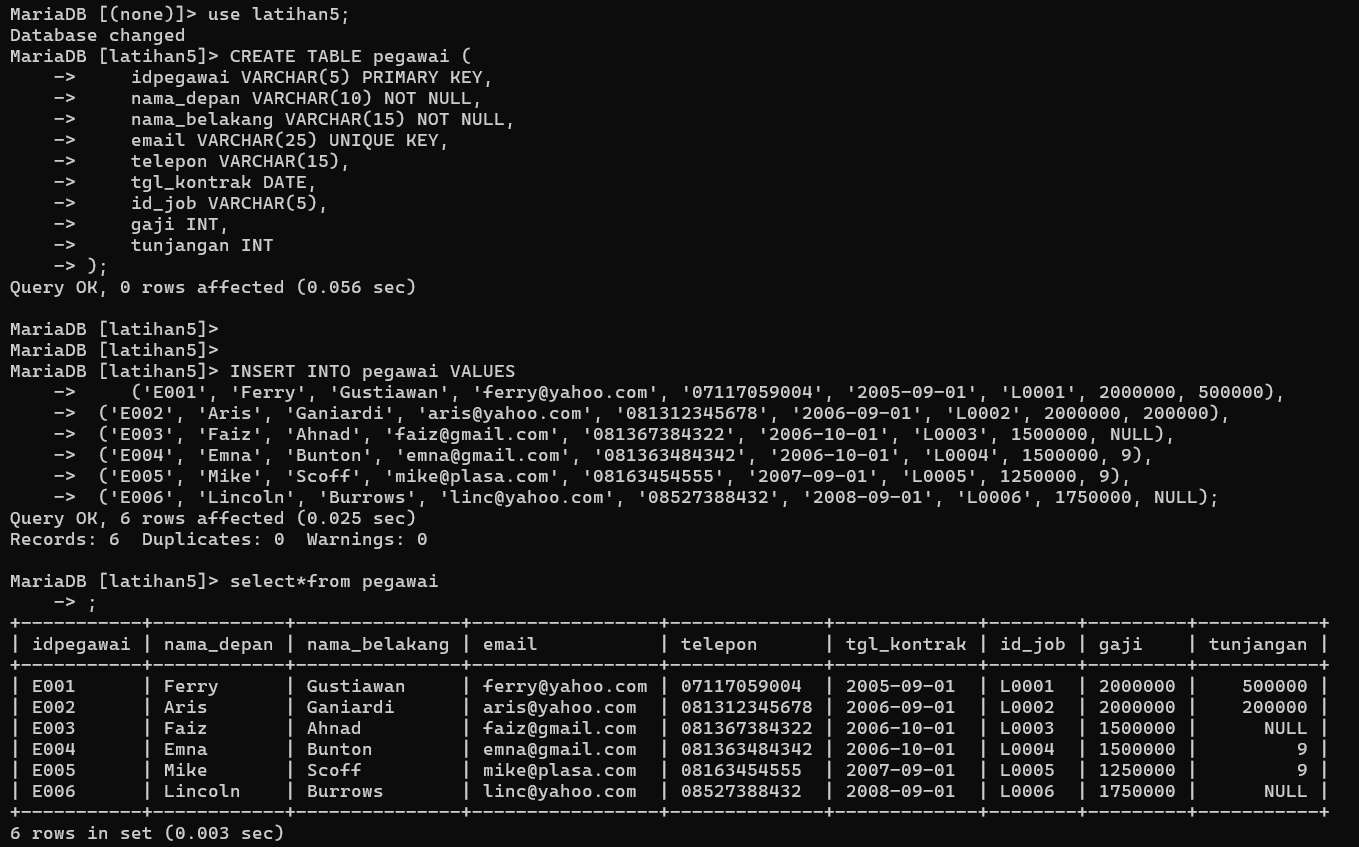 MariaDB [(none)]> use latihan5;
Database changed
MariaDB [latihan5]> CREATE TABLE pegawai (
    ->     idpegawai VARCHAR(5) PRIMARY KEY,
    ->     nama_depan VARCHAR(10) NOT NULL,
    ->     nama_belakang VARCHAR(15) NOT NULL,
    ->     email VARCHAR(25) UNIQUE KEY,
    ->     telepon VARCHAR(15),
    ->     tgl_kontrak DATE,
    ->     id_job VARCHAR(5),
    ->     gaji INT,
    ->     tunjangan INT
    -> );
Query OK, 0 rows affected (0.056 sec)

MariaDB [latihan5]>
MariaDB [latihan5]>
MariaDB [latihan5]> INSERT INTO pegawai VALUES
    ->     ('E001', 'Ferry', 'Gustiawan', 'ferry@yahoo.com', '07117059004', '2005-09-01', 'L0001', 2000000, 500000),
    ->  ('E002', 'Aris', 'Ganiardi', 'aris@yahoo.com', '081312345678', '2006-09-01', 'L0002', 2000000, 200000),
    ->  ('E003', 'Faiz', 'Ahnad', 'faiz@gmail.com', '081367384322', '2006-10-01', 'L0003', 1500000, NULL),
    ->  ('E004', 'Emna', 'Bunton', 'emna@gmail.com', '081363484342', '2006-10-01', 'L0004', 1500000, 9),
    ->  ('E005', 'Mike', 'Scoff', 'mike@plasa.com', '08163454555', '2007-09-01', 'L0005', 1250000, 9),
    ->  ('E006', 'Lincoln', 'Burrows', 'linc@yahoo.com', '08527388432', '2008-09-01', 'L0006', 1750000, NULL);
Query OK, 6 rows affected (0.025 sec)
Records: 6  Duplicates: 0  Warnings: 0

MariaDB [latihan5]> select*from pegawai
    -> ;
+-----------+------------+---------------+-----------------+--------------+-------------+--------+---------+-----------+
| idpegawai | nama_depan | nama_belakang | email           | telepon      | tgl_kontrak | id_job | gaji    | tunjangan |
+-----------+------------+---------------+-----------------+--------------+-------------+--------+---------+-----------+
| E001      | Ferry      | Gustiawan     | ferry@yahoo.com | 07117059004  | 2005-09-01  | L0001  | 2000000 |    500000 |
| E002      | Aris       | Ganiardi      | aris@yahoo.com  | 081312345678 | 2006-09-01  | L0002  | 2000000 |    200000 |
| E003      | Faiz       | Ahnad         | faiz@gmail.com  | 081367384322 | 2006-10-01  | L0003  | 1500000 |      NULL |
| E004      | Emna       | Bunton        | emna@gmail.com  | 081363484342 | 2006-10-01  | L0004  | 1500000 |         9 |
| E005      | Mike       | Scoff         | mike@plasa.com  | 08163454555  | 2007-09-01  | L0005  | 1250000 |         9 |
| E006      | Lincoln    | Burrows       | linc@yahoo.com  | 08527388432  | 2008-09-01  | L0006  | 1750000 |      NULL |
+-----------+------------+---------------+-----------------+--------------+-------------+--------+---------+-----------+
6 rows in set (0.003 sec)